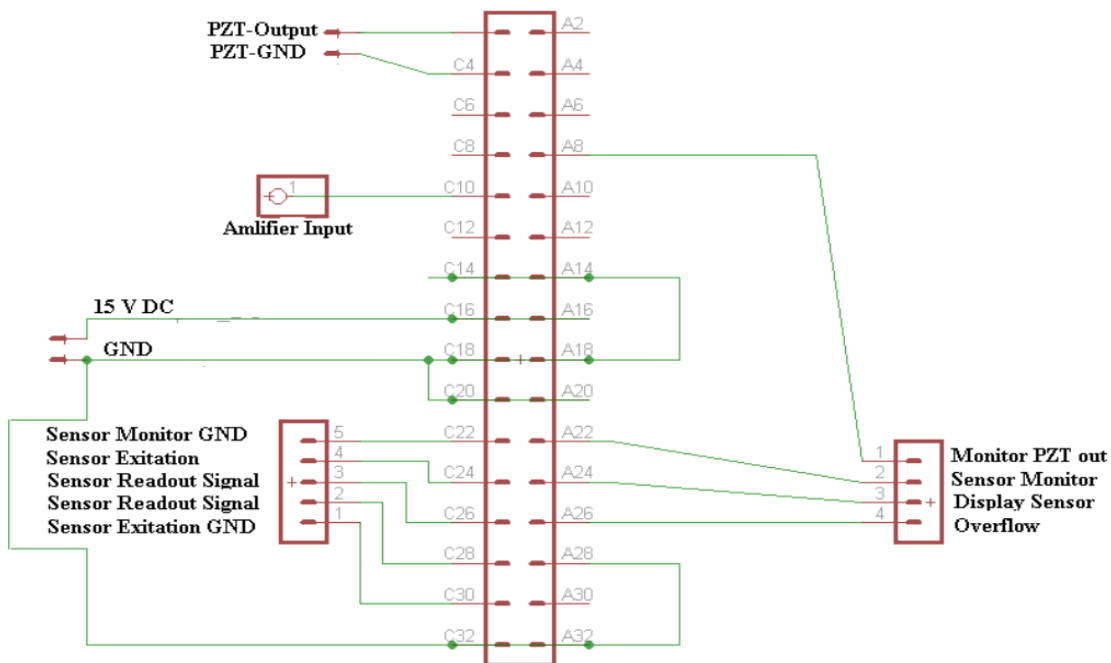 PZT-Output
A2
PZT-GND
C4
A4
C6
A6
C8
A8
1
C10
A10
Amlifier Input
C12
A12
C14
A14
15 V DC
C16
A16
GND
C18
A18
C20
A20
Sensor Monitor GND
5
C22
A22
Sensor Exitation
4
1
Monitor PZT out
Sensor Readout Signal
3
C24
A24
2
Sensor Monitor
Sensor Readout Signal
2
3
Display Sensor
Sensor Exitation GND
1
C26
A26
4
Overflow
C28
A28
C30
A30
C32
A32